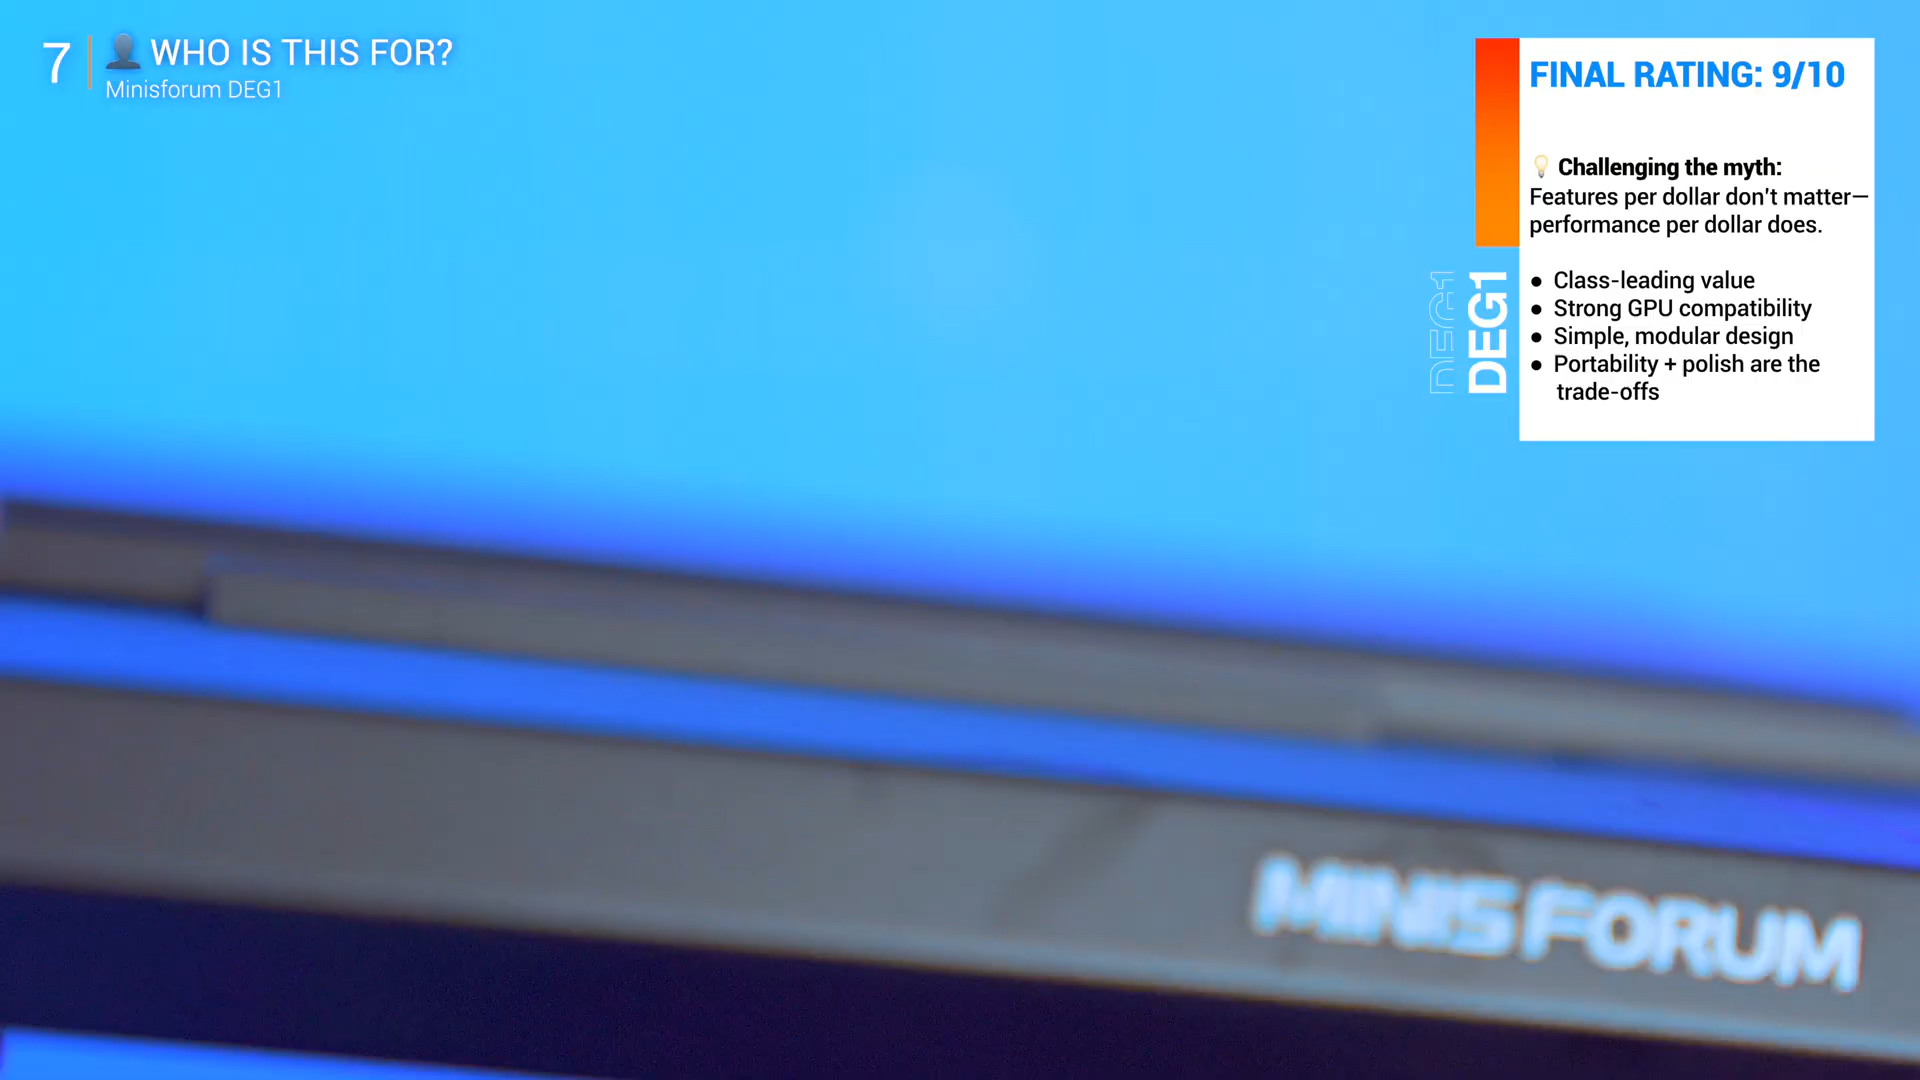 7
👤 WHO IS THIS FOR?
Minisforum DEG1
FINAL RATING: 9/10
💡 Challenging the myth:
Features per dollar don't matter—
performance per dollar does.
● Class-leading value
● Strong GPU compatibility
● Simple, modular design
● Portability + polish are the
trade-offs
DEG1
DEG1
MINIS FORUM